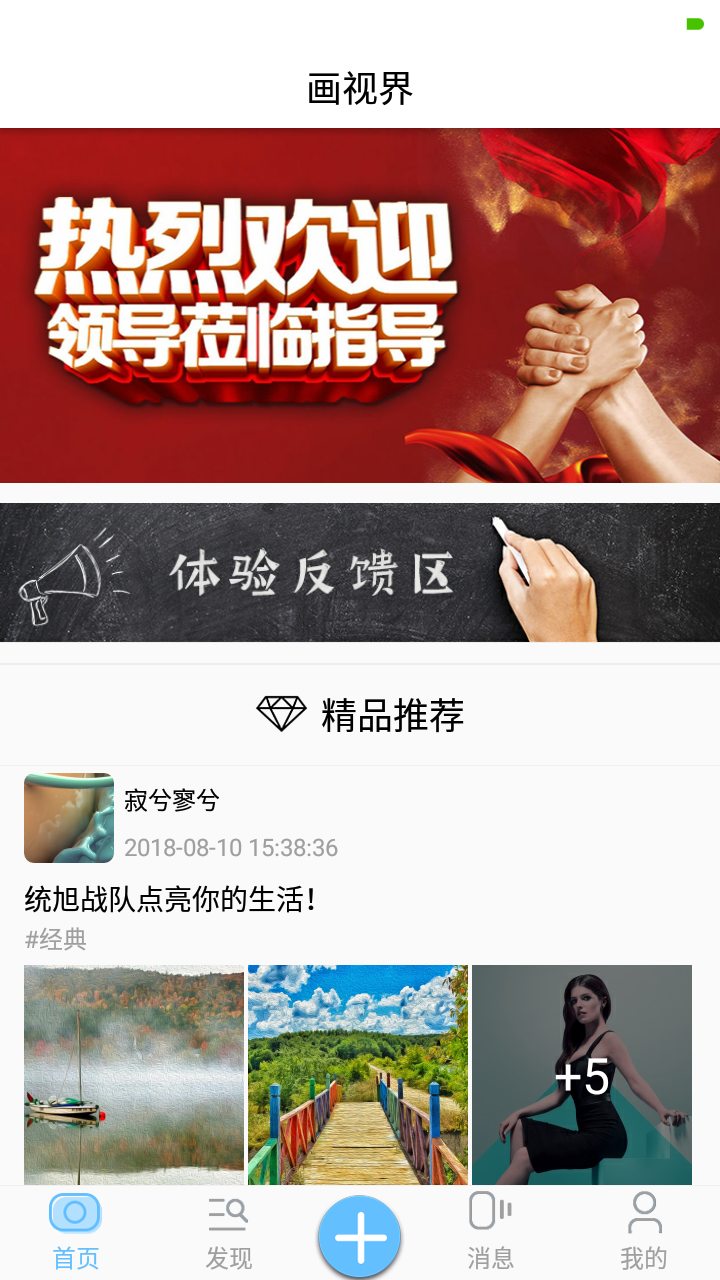 画视界
热烈欢迎
领导莅临指导
体验反馈区
精品推荐
寂兮寥兮
2018-08-10 15:38:36
统旭战队点亮你的生活！
#经典
+5
首页
发现
消息
我的